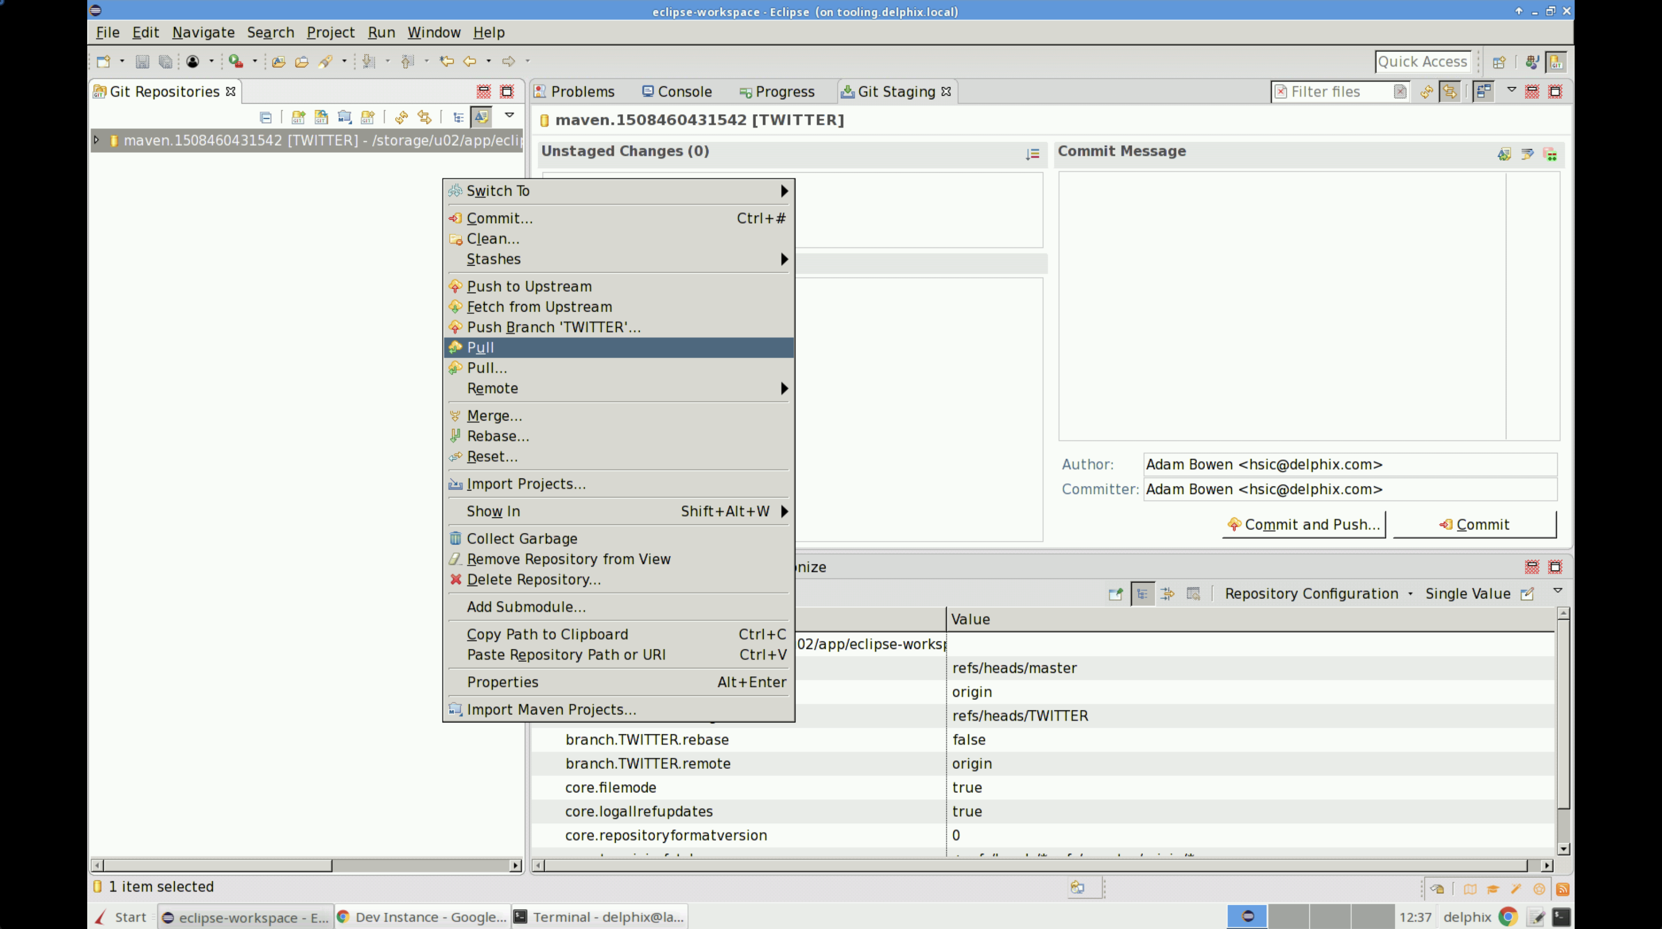 eclipse-workspace - Eclipse (on tooling.delphix.local)
File Edit Navigate Search Project Run Window Help
Quick Access
Git Repositories
Problems Console Progress Git Staging
Filter files
maven.1508460431542 [TWITTER] - /storage/u02/app/eclip
maven.1508460431542 [TWITTER]
Unstaged Changes (0)
Commit Message
Switch To
Commit... Ctrl+#
Clean...
Stashes
Push to Upstream
Fetch from Upstream
Push Branch 'TWITTER'...
Pull
Pull...
Remote
Merge...
Rebase...
Reset...
Import Projects...
Show In Shift+Alt+W
Collect Garbage
Remove Repository from View
Delete Repository...
Add Submodule...
Copy Path to Clipboard Ctrl+C
Paste Repository Path or URI Ctrl+V
Properties Alt+Enter
Import Maven Projects...
Author: Adam Bowen <hsic@delphix.com>
Committer: Adam Bowen <hsic@delphix.com>
Commit and Push... Commit
onize
Repository Configuration Single Value
Value
02/app/eclipse-worksp
refs/heads/master
origin
refs/heads/TWITTER
branch.TWITTER.rebase false
branch.TWITTER.remote origin
core.filemode true
core.logallrefupdates true
core.repositoryformatversion 0
1 item selected
Start eclipse-workspace - E... Dev Instance - Google... Terminal - delphix@la... 12:37 delphix